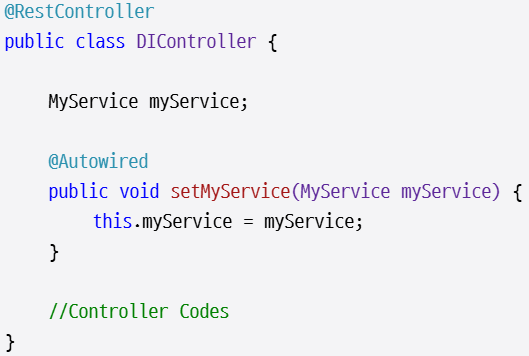 @RestController
public class DIController {
MyService myService;
@Autowired
public void setMyService(MyService myService) {
this.myService = myService;
}
//Controller Codes
}